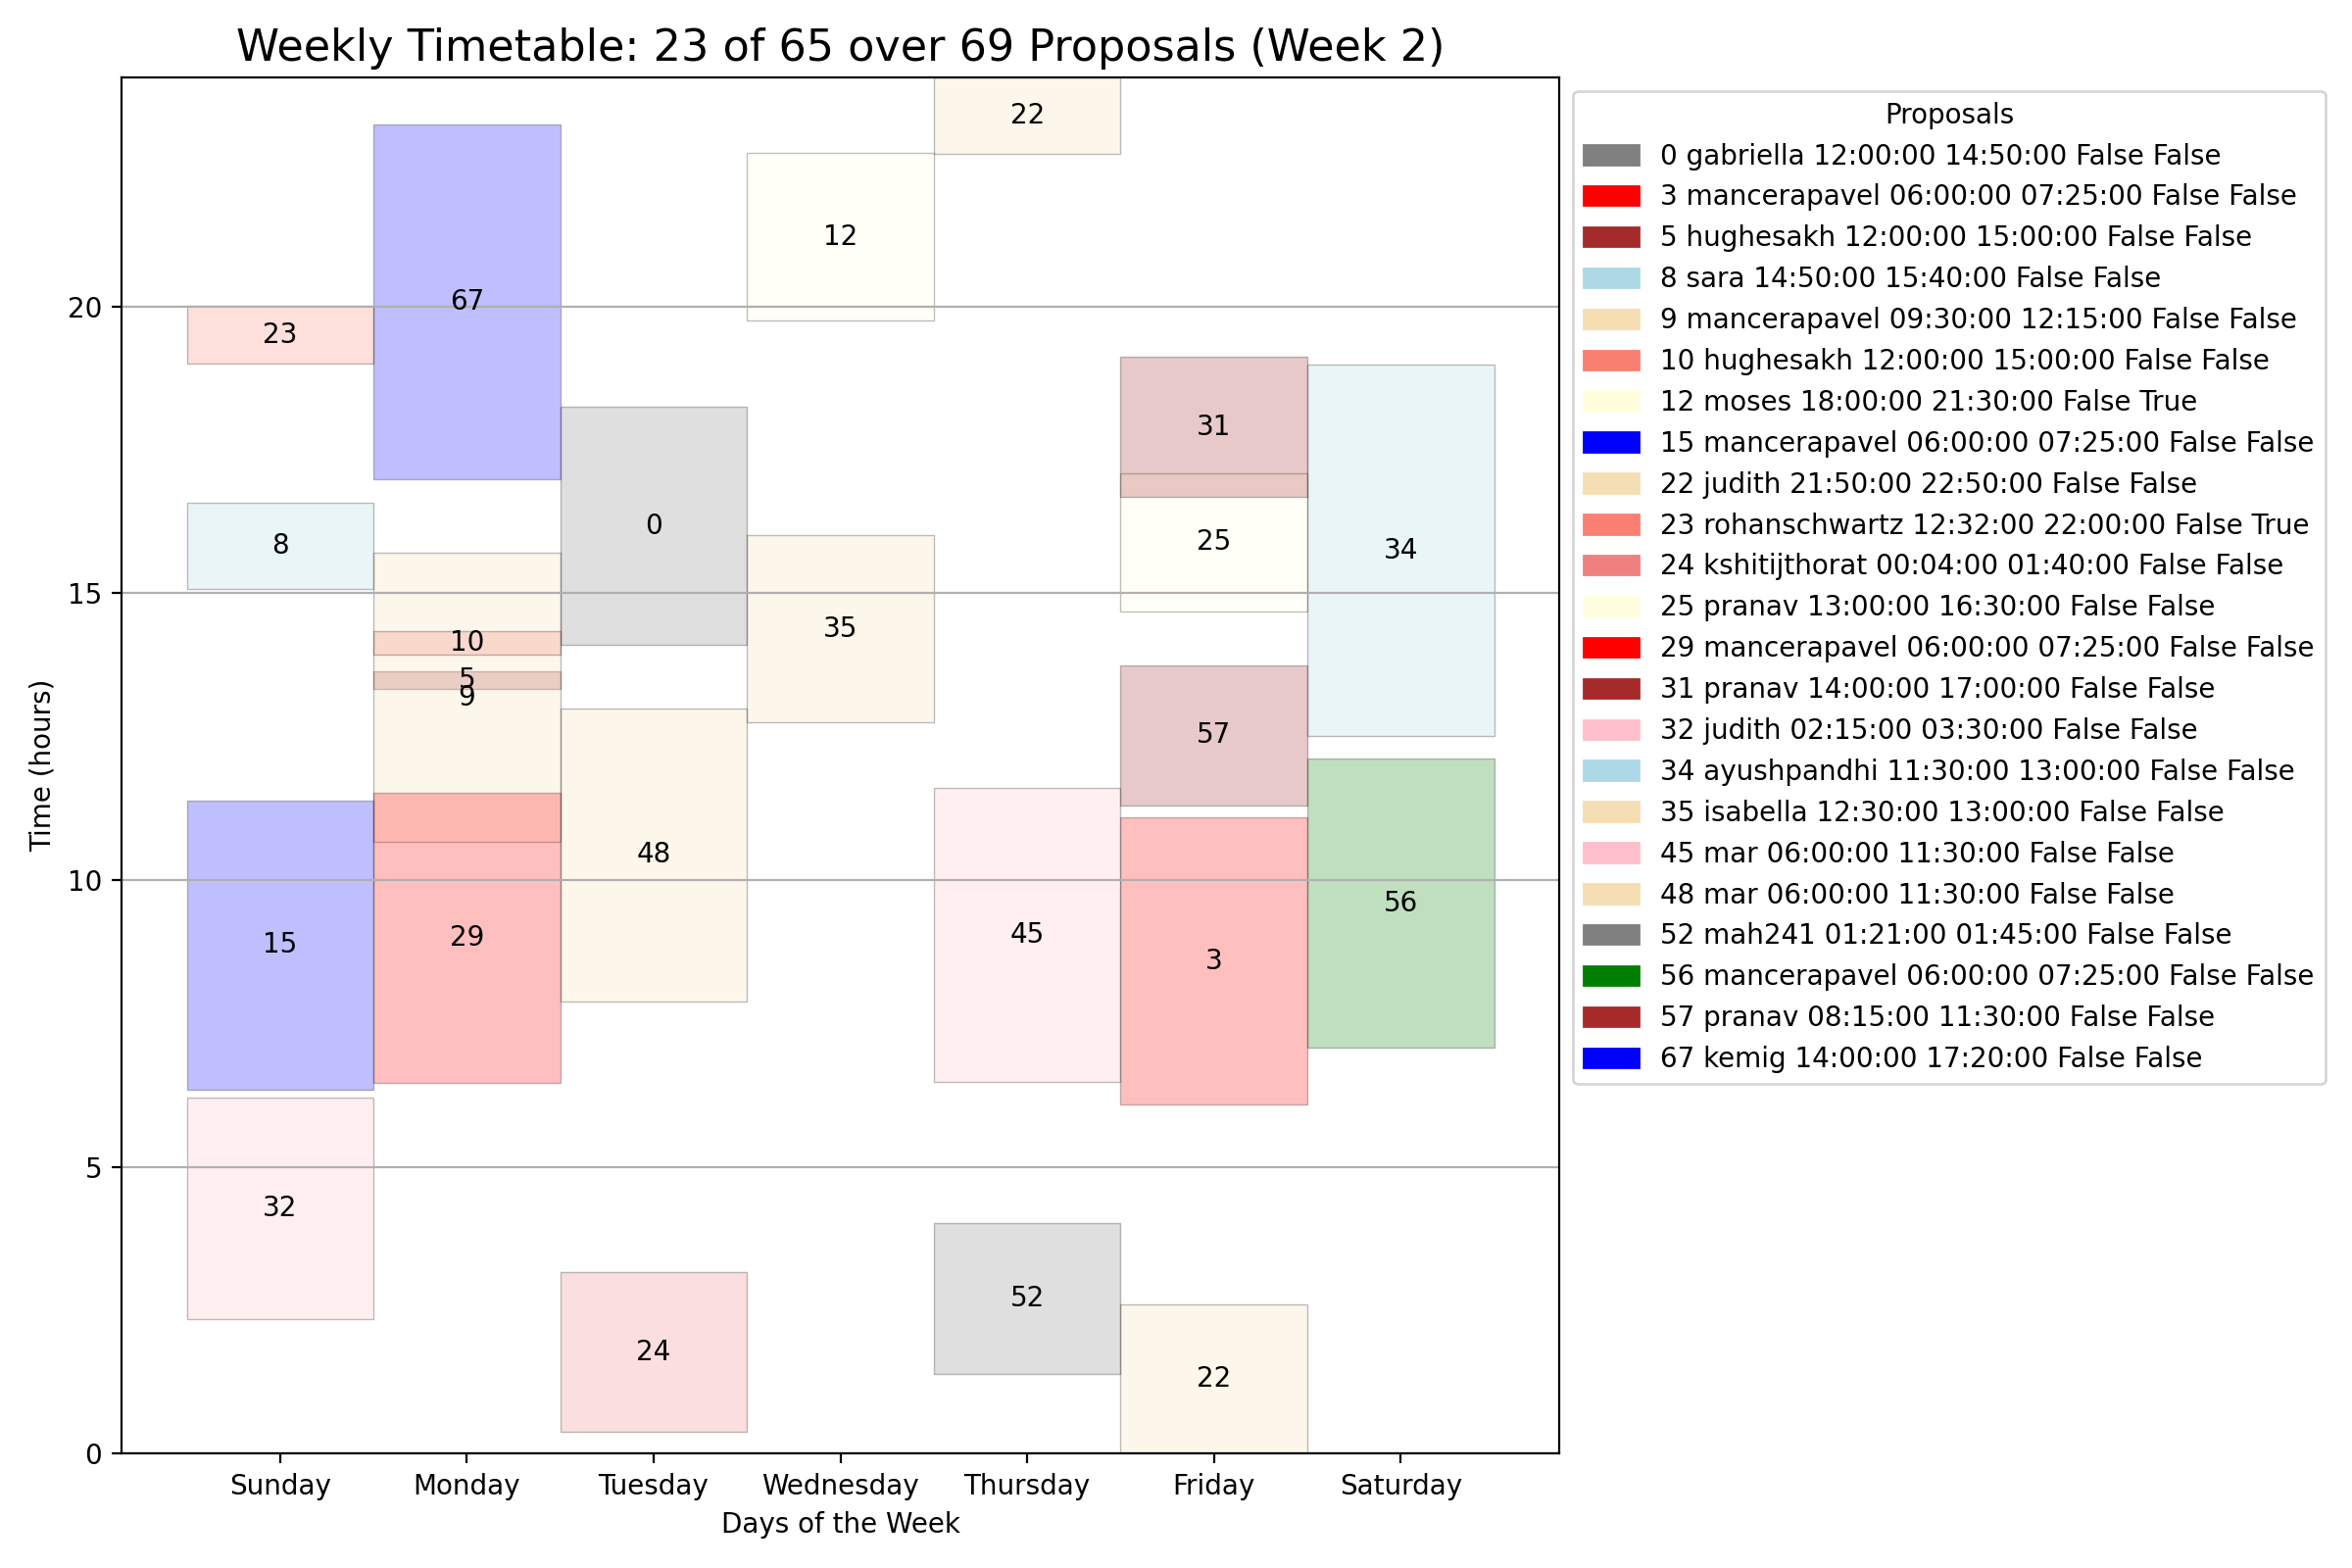 Weekly Timetable: 23 of 65 over 69 Proposals (Week 2)
22
12
67
20
23
31
0
8
25
34
15
10
35
5
9
57
48
56
10
45
15
29
3
Time (hours)
5
32
52
24
22
0
Sunday Monday Tuesday Wednesday Thursday Friday Saturday
Days of the Week
Proposals
0 gabriella 12:00:00 14:50:00 False False
3 mancerapavel 06:00:00 07:25:00 False False
5 hughesakh 12:00:00 15:00:00 False False
8 sara 14:50:00 15:40:00 False False
9 mancerapavel 09:30:00 12:15:00 False False
10 hughesakh 12:00:00 15:00:00 False False
12 moses 18:00:00 21:30:00 False True
15 mancerapavel 06:00:00 07:25:00 False False
22 judith 21:50:00 22:50:00 False False
23 rohanschwartz 12:32:00 22:00:00 False True
24 kshitijthorat 00:04:00 01:40:00 False False
25 pranav 13:00:00 16:30:00 False False
29 mancerapavel 06:00:00 07:25:00 False False
31 pranav 14:00:00 17:00:00 False False
32 judith 02:15:00 03:30:00 False False
34 ayushpandhi 11:30:00 13:00:00 False False
35 isabella 12:30:00 13:00:00 False False
45 mar 06:00:00 11:30:00 False False
48 mar 06:00:00 11:30:00 False False
52 mah241 01:21:00 01:45:00 False False
56 mancerapavel 06:00:00 07:25:00 False False
57 pranav 08:15:00 11:30:00 False False
67 kemig 14:00:00 17:20:00 False False